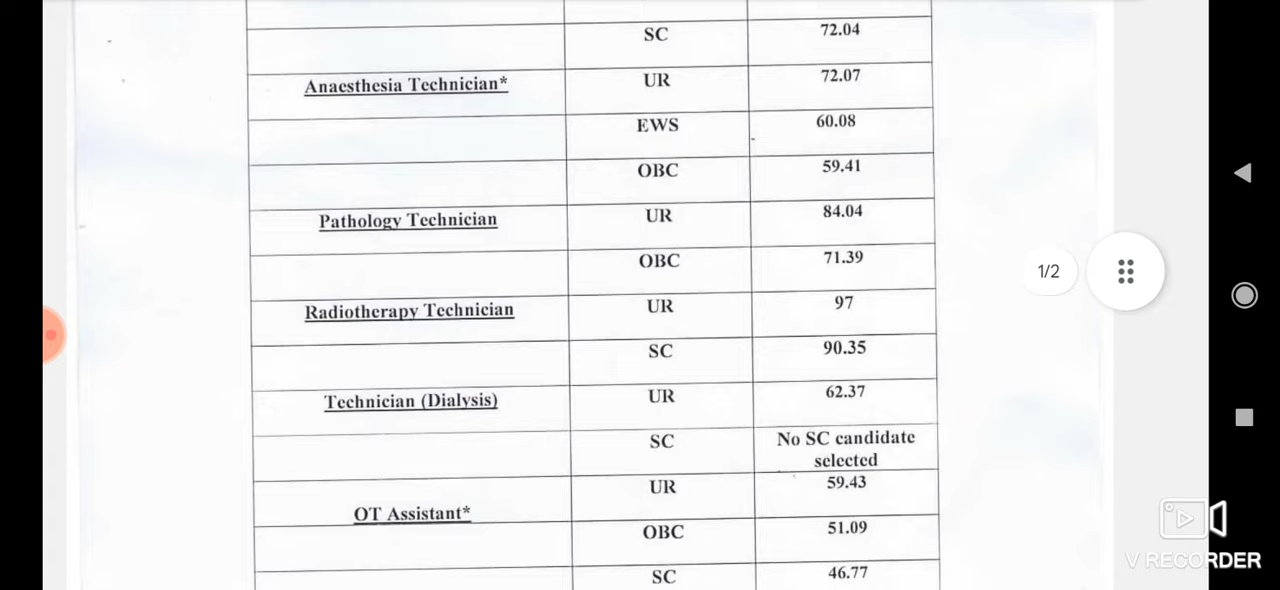 SC 72.04
Anaesthesia Technician* UR 72.07
EWS 60.08
OBC 59.41
Pathology Technician UR 84.04
OBC 71.39
Radiotherapy Technician UR 97
SC 90.35
Technician (Dialysis) UR 62.37
SC No SC candidate
selected
UR 59.43
OT Assistant*
OBC 51.09
SC 46.77
1/2
V RECORDER